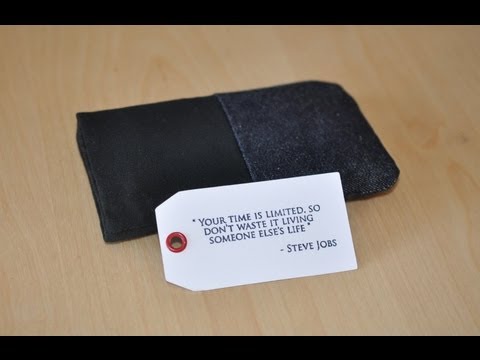 "YOUR TIME IS LIMITED, SO
DON'T WASTE IT LIVING
SOMEONE ELSE'S LIFE"
- STEVE JOBS